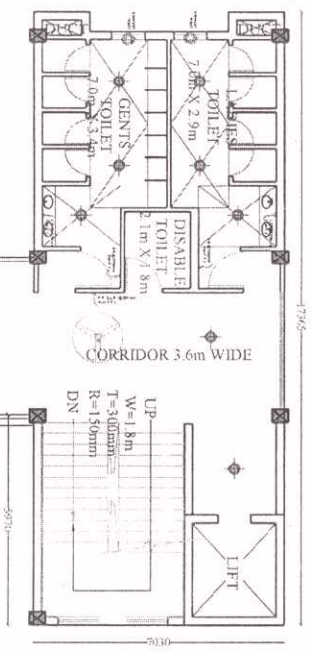 GENTS
TOILET
7.0m X 3.4m
TOILET
7.0m X 2.9m
DISABLE
TOILET
2.1m X 1.8m
CORRIDOR 3.6m WIDE
UP
W=1.8m
T=300mm
R=150mm
DN
LIFT
17365
7030